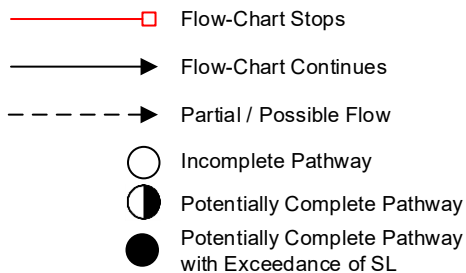 Flow-Chart Stops
Flow-Chart Continues
Partial / Possible Flow
Incomplete Pathway
Potentially Complete Pathway
Potentially Complete Pathway
with Exceedance of SL